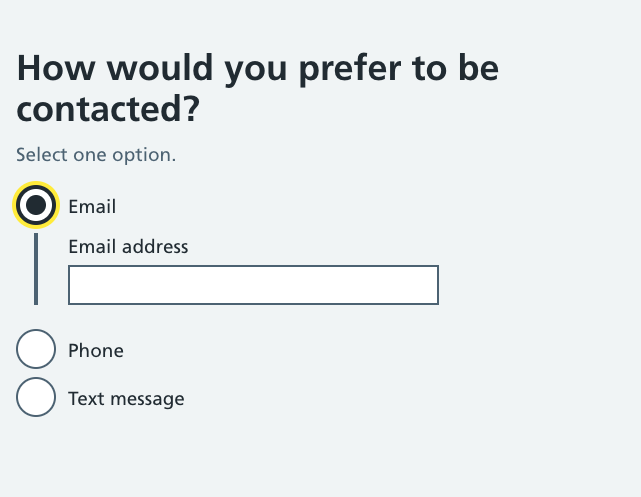 How would you prefer to be
contacted?
Select one option.
Email
Email address
Phone
Text message